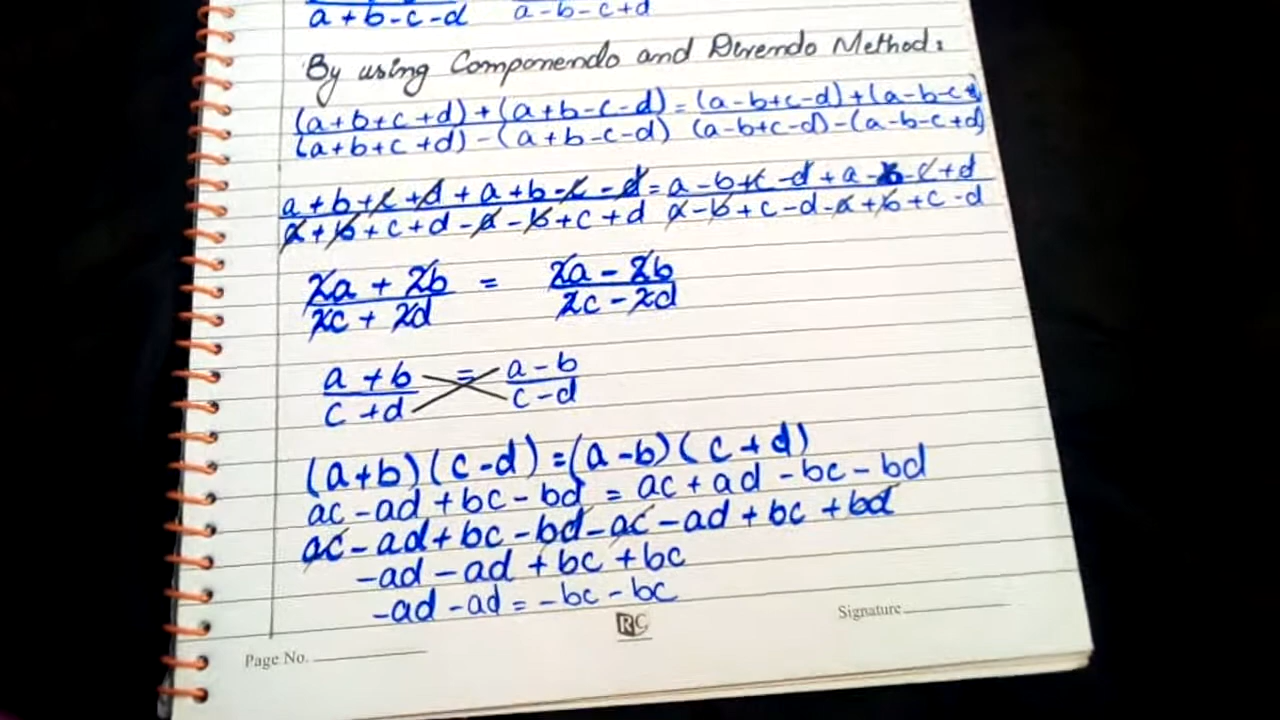 a+b-c-d a-b-c+d
By using Componendo and Divendo Method:
(a+b+c+d)+(a+b-c-d) = (a-b+c-d)+(a-b-c+d)
(a+b+c+d)-(a+b-c-d) (a-b+c-d)-(a-b-c+d)
a+b+c+d+a+b-c-d = a-b+c-d+a-b-c+d
a+b+c+d-a-b+c+d a-b+c-d-a+b+c-d
2a+2b = 2a-2b
2c+2d 2c-2d
a+b = a-b
c+d c-d
(a+b)(c-d)=(a-b)(c+d)
ac-ad+bc-bd = ac+ad-bc-bd
ac-ad+bc-bd-ac-ad+bc+bd
-ad-ad+bc+bc
-ad-ad=-bc-bc
RC
Signature
Page No.